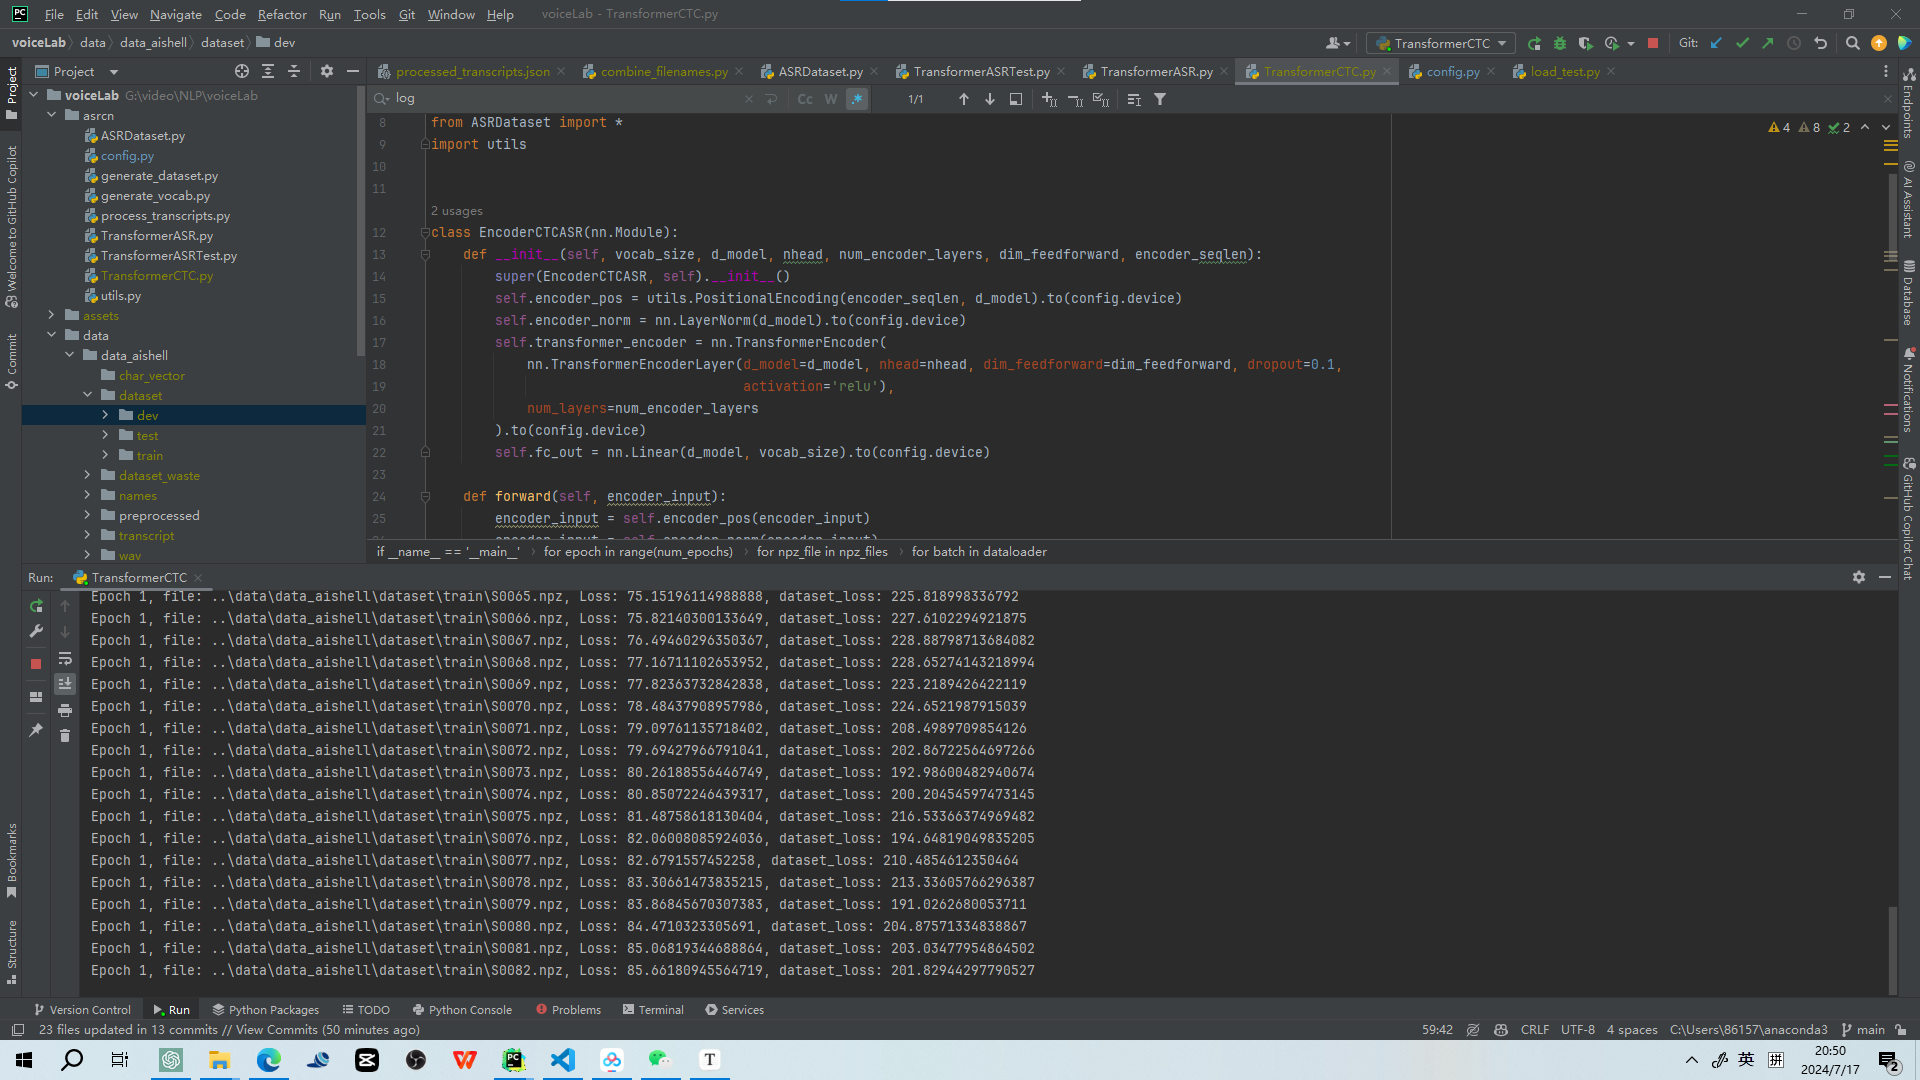 File Edit View Navigate Code Refactor Run Tools Git Window Help voiceLab - TransformerCTC.py
voiceLab data data_aishell dataset dev TransformerCTC Git:
Project processed_transcripts.json combine_filenames.py ASRDataset.py TransformerASRTest.py TransformerASR.py TransformerCTC.py config.py load_test.py
log Cc W .* 1/1
4 8 2
Project
Welcome to GitHub Copilot
Commit
Bookmarks
Structure
voiceLab G:\video\NLP\voiceLab
asrcn
ASRDataset.py
config.py
generate_dataset.py
generate_vocab.py
process_transcripts.py
TransformerASR.py
TransformerASRTest.py
TransformerCTC.py
utils.py
assets
data
data_aishell
char_vector
dataset
dev
test
train
dataset_waste
names
preprocessed
transcript
wav
8 from ASRDataset import *
9 import utils
10
11
2 usages
12 class EncoderCTCASR(nn.Module):
13 def __init__(self, vocab_size, d_model, nhead, num_encoder_layers, dim_feedforward, encoder_seqlen):
14 super(EncoderCTCASR, self).__init__()
15 self.encoder_pos = utils.PositionalEncoding(encoder_seqlen, d_model).to(config.device)
16 self.encoder_norm = nn.LayerNorm(d_model).to(config.device)
17 self.transformer_encoder = nn.TransformerEncoder(
18 nn.TransformerEncoderLayer(d_model=d_model, nhead=nhead, dim_feedforward=dim_feedforward, dropout=0.1,
19 activation='relu'),
20 num_layers=num_encoder_layers
21 ).to(config.device)
22 self.fc_out = nn.Linear(d_model, vocab_size).to(config.device)
23
24 def forward(self, encoder_input):
25 encoder_input = self.encoder_pos(encoder_input)
encoder_input = self.encoder_norm(encoder_input)
if __name__ == '__main__' for epoch in range(num_epochs) for npz_file in npz_files for batch in dataloader
Endpoints
AI Assistant
Database
Notifications
GitHub Copilot Chat
Run: TransformerCTC
Epoch 1, file: ..\data\data_aishell\dataset\train\S0065.npz, Loss: 75.15196114988888, dataset_loss: 225.818998336792
Epoch 1, file: ..\data\data_aishell\dataset\train\S0066.npz, Loss: 75.82140300133649, dataset_loss: 227.6102294921875
Epoch 1, file: ..\data\data_aishell\dataset\train\S0067.npz, Loss: 76.49460296350367, dataset_loss: 228.88798713684082
Epoch 1, file: ..\data\data_aishell\dataset\train\S0068.npz, Loss: 77.16711102653952, dataset_loss: 228.65274143218994
Epoch 1, file: ..\data\data_aishell\dataset\train\S0069.npz, Loss: 77.82363732842838, dataset_loss: 223.2189426422119
Epoch 1, file: ..\data\data_aishell\dataset\train\S0070.npz, Loss: 78.48437908957986, dataset_loss: 224.6521987915039
Epoch 1, file: ..\data\data_aishell\dataset\train\S0071.npz, Loss: 79.09761135718402, dataset_loss: 208.4989709854126
Epoch 1, file: ..\data\data_aishell\dataset\train\S0072.npz, Loss: 79.69427966791041, dataset_loss: 202.86722564697266
Epoch 1, file: ..\data\data_aishell\dataset\train\S0073.npz, Loss: 80.26188556446749, dataset_loss: 192.98600482940674
Epoch 1, file: ..\data\data_aishell\dataset\train\S0074.npz, Loss: 80.85072246439317, dataset_loss: 200.20454597473145
Epoch 1, file: ..\data\data_aishell\dataset\train\S0075.npz, Loss: 81.48758618130404, dataset_loss: 216.53366374969482
Epoch 1, file: ..\data\data_aishell\dataset\train\S0076.npz, Loss: 82.06008085924036, dataset_loss: 194.64819049835205
Epoch 1, file: ..\data\data_aishell\dataset\train\S0077.npz, Loss: 82.6791557452258, dataset_loss: 210.4854612350464
Epoch 1, file: ..\data\data_aishell\dataset\train\S0078.npz, Loss: 83.30661473835215, dataset_loss: 213.33605766296387
Epoch 1, file: ..\data\data_aishell\dataset\train\S0079.npz, Loss: 83.86845670307383, dataset_loss: 191.0262680053711
Epoch 1, file: ..\data\data_aishell\dataset\train\S0080.npz, Loss: 84.4710323305691, dataset_loss: 204.87571334838867
Epoch 1, file: ..\data\data_aishell\dataset\train\S0081.npz, Loss: 85.06819344688864, dataset_loss: 203.03477954864502
Epoch 1, file: ..\data\data_aishell\dataset\train\S0082.npz, Loss: 85.66180945564719, dataset_loss: 201.82944297790527
Version Control Run Python Packages TODO Python Console Problems Terminal Services
23 files updated in 13 commits // View Commits (50 minutes ago) 59:42 CRLF UTF-8 4 spaces C:\Users\86157\anaconda3 main
英 拼 20:50
2024/7/17 2